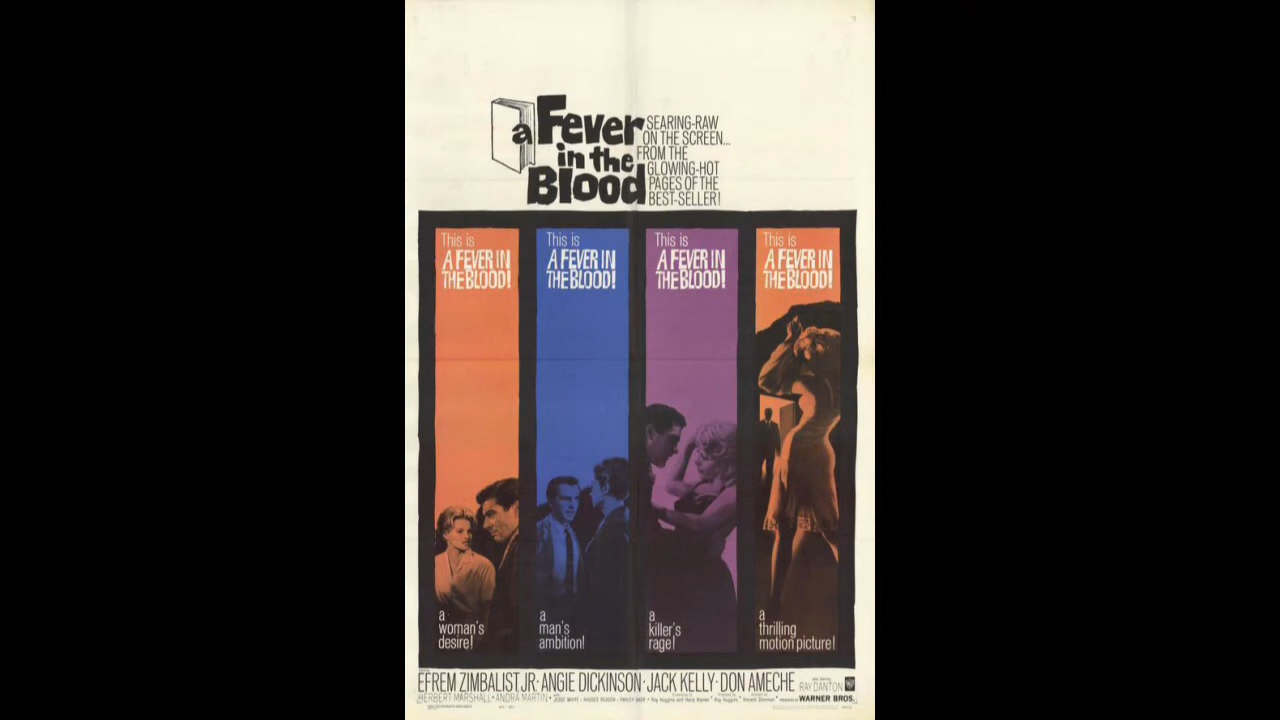 a Fever
in the
Blood
SEARING-RAW
ON THE SCREEN...
FROM THE
GLOWING-HOT
PAGES OF THE
BEST-SELLER!
This is
A FEVER IN
THE BLOOD!
a
woman's
desire!
This is
A FEVER IN
THE BLOOD!
a
man's
ambition!
This is
A FEVER IN
THE BLOOD!
a
killer's
rage!
This is
A FEVER IN
THE BLOOD!
a
thrilling
motion picture!
EFREM ZIMBALIST, JR · ANGIE DICKINSON · JACK KELLY · DON AMECHE
RAY DANTON
HERBERT MARSHALL · ANDRA MARTIN
WARNER BROS.